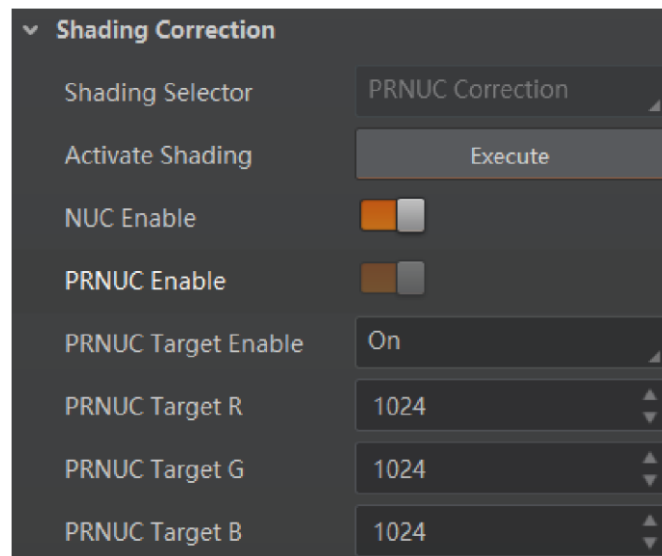 Shading Correction
Shading Selector PRNUC Correction
Activate Shading Execute
NUC Enable
PRNUC Enable
PRNUC Target Enable On
PRNUC Target R 1024
PRNUC Target G 1024
PRNUC Target B 1024